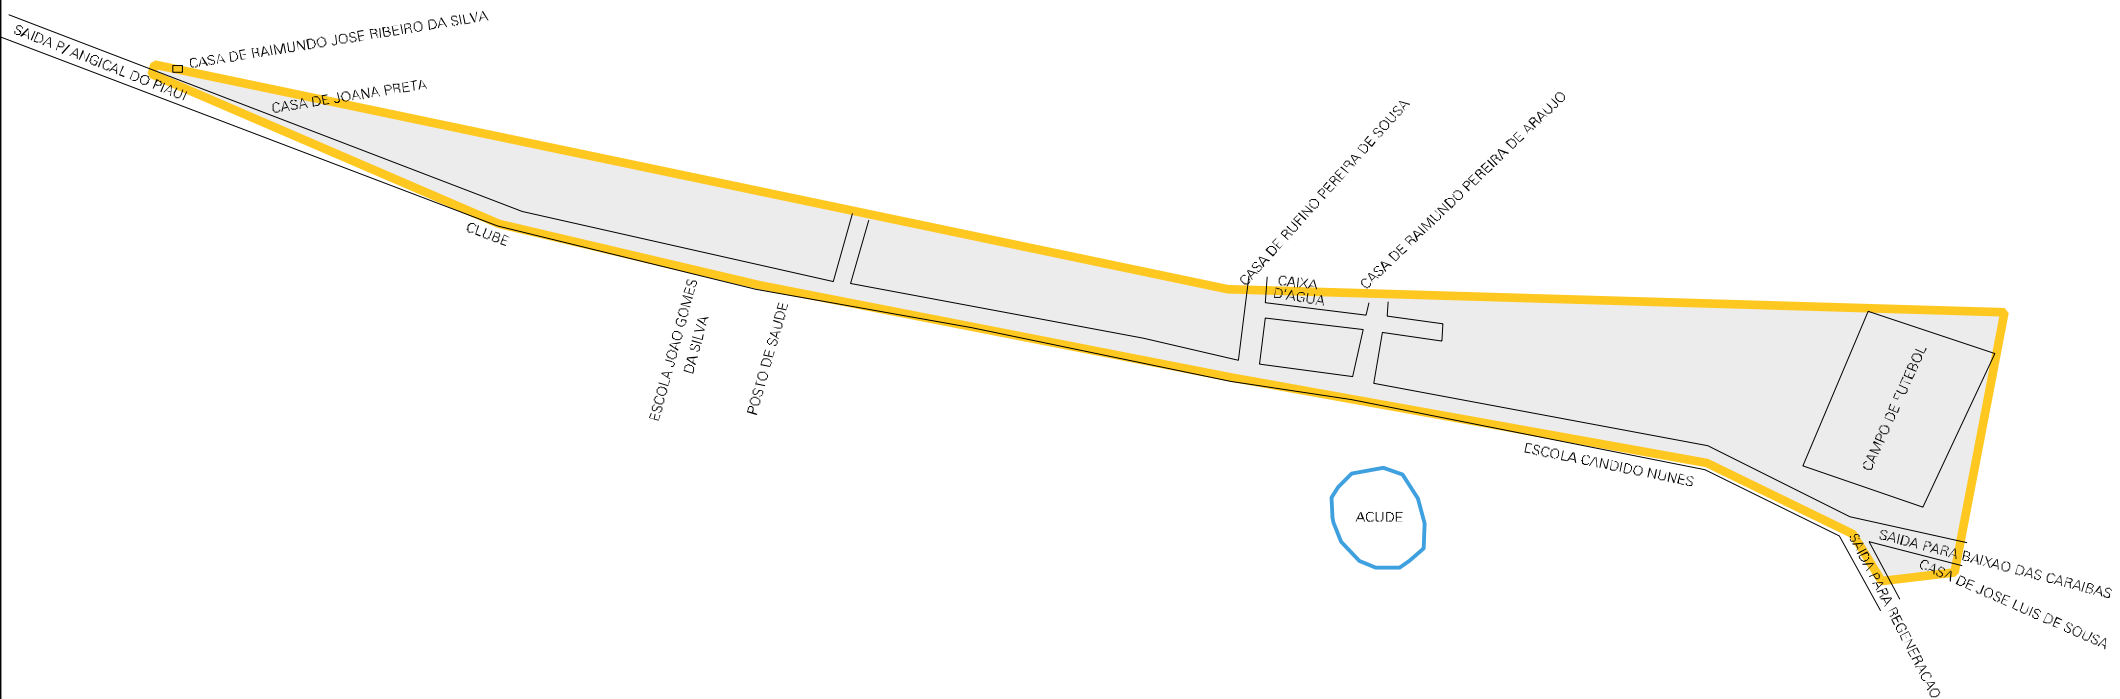 SAIDA P/ ANGICAL DO PIAUI
CASA DE RAIMUNDO JOSE RIBEIRO DA SILVA
CASA DE JOANA PRETA
CLUBE
ESCOLA JOAO GOMES
DA SILVA
POSTO DE SAUDE
CASA DE RUFINO PEREIRA DE SOUSA
CAIXA
D'AGUA
CASA DE RAIMUNDO PEREIRA DE ARAUJO
CAMPO DE FUTEBOL
ESCOLA CANDIDO NUNES
ACUDE
SAIDA PARA BAIXAO DAS CARAIBAS
CASA DE JOSE LUIS DE SOUSA
SAIDA PARA REGENERACAO